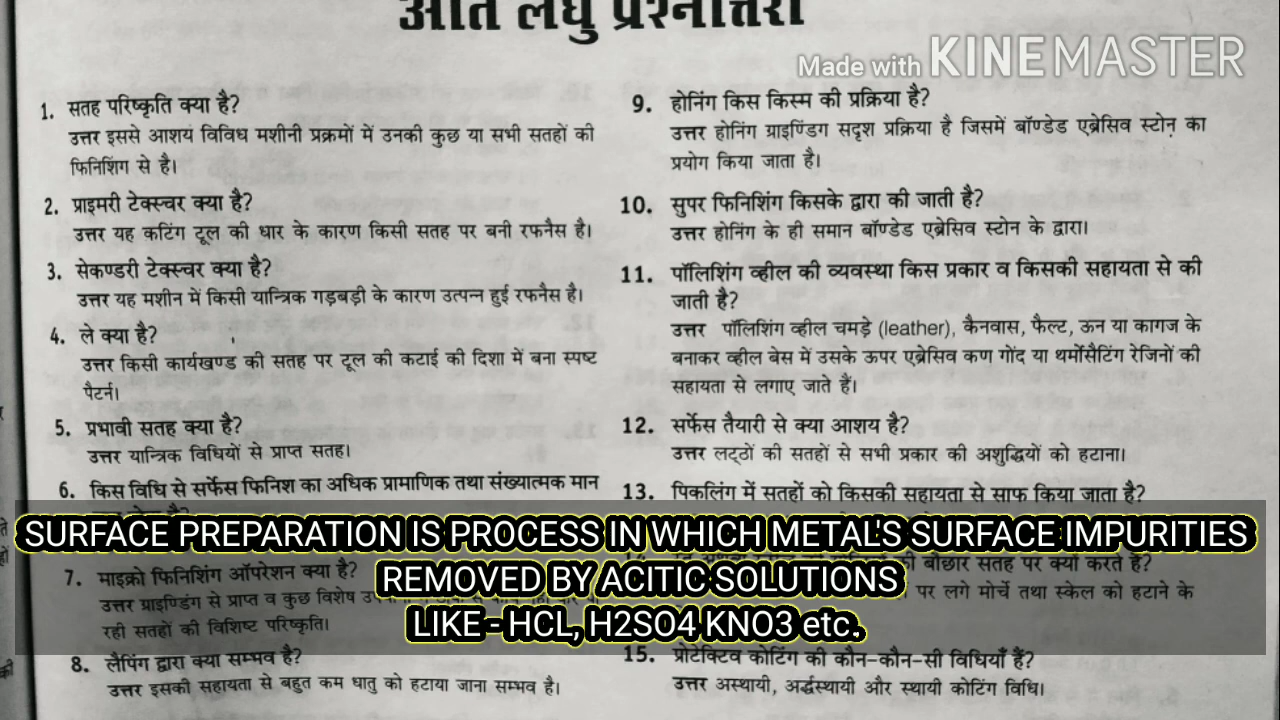 अति लघु प्रश्नोत्तरी
Made with KINEMASTER
1. सतह परिष्कृति क्या है?
उत्तर इससे आशय विविध मशीनी प्रक्रमों में उनकी कुछ या सभी सतहों की
फिनिशिंग से है।
2. प्राइमरी टेक्स्चर क्या है?
उत्तर यह कटिंग टूल की धार के कारण किसी सतह पर बनी रफनैस है।
3. सेकण्डरी टेक्स्चर क्या है?
उत्तर यह मशीन में किसी यान्त्रिक गड़बड़ी के कारण उत्पन्न हुई रफनैस है।
4. ले क्या है?
उत्तर किसी कार्यखण्ड की सतह पर टूल की कटाई की दिशा में बना स्पष्ट
पैटर्न।
5. प्रभावी सतह क्या है?
उत्तर यान्त्रिक विधियों से प्राप्त सतह।
6. किस विधि से सर्फेस फिनिश का अधिक प्रामाणिक तथा संख्यात्मक मान
7. माइक्रो फिनिशिंग ऑपरेशन क्या है?
उत्तर ग्राइण्डिंग से प्राप्त व कुछ विशेष
रही सतहों की विशिष्ट परिष्कृति।
8. लैपिंग द्वारा क्या सम्भव है?
उत्तर इसकी सहायता से बहुत कम धातु को हटाया जाना सम्भव है।
9. होनिंग किस किस्म की प्रक्रिया है?
उत्तर होनिंग ग्राइण्डिंग सदृश प्रक्रिया है जिसमें बॉण्डेड एब्रेसिव स्टोन का
प्रयोग किया जाता है।
10. सुपर फिनिशिंग किसके द्वारा की जाती है?
उत्तर होनिंग के ही समान बॉण्डेड एब्रेसिव स्टोन के द्वारा।
11. पॉलिशिंग व्हील की व्यवस्था किस प्रकार व किसकी सहायता से की
जाती है?
उत्तर पॉलिशिंग व्हील चमड़े (leather), कैनवास, फैल्ट, ऊन या कागज के
बनाकर व्हील बेस में उसके ऊपर एब्रेसिव कण गोंद या थर्मोसैटिंग रेजिनों की
सहायता से लगाए जाते हैं।
12. सर्फेस तैयारी से क्या आशय है?
उत्तर लट्ठों की सतहों से सभी प्रकार की अशुद्धियों को हटाना।
13. पिकलिंग में सतहों को किसकी सहायता से साफ किया जाता है?
की बौछार सतह पर क्यों करते है?
पर लगे मोर्चे तथा स्केल को हटाने के
15. प्रोटेक्टिव कोटिंग की कौन-कौन-सी विधियाँ हैं?
उत्तर अस्थायी, अर्द्धस्थायी और स्थायी कोटिंग विधि।
SURFACE PREPARATION IS PROCESS IN WHICH METAL'S SURFACE IMPURITIES
REMOVED BY ACITIC SOLUTIONS
LIKE - HCL, H2SO4 KNO3 etc.